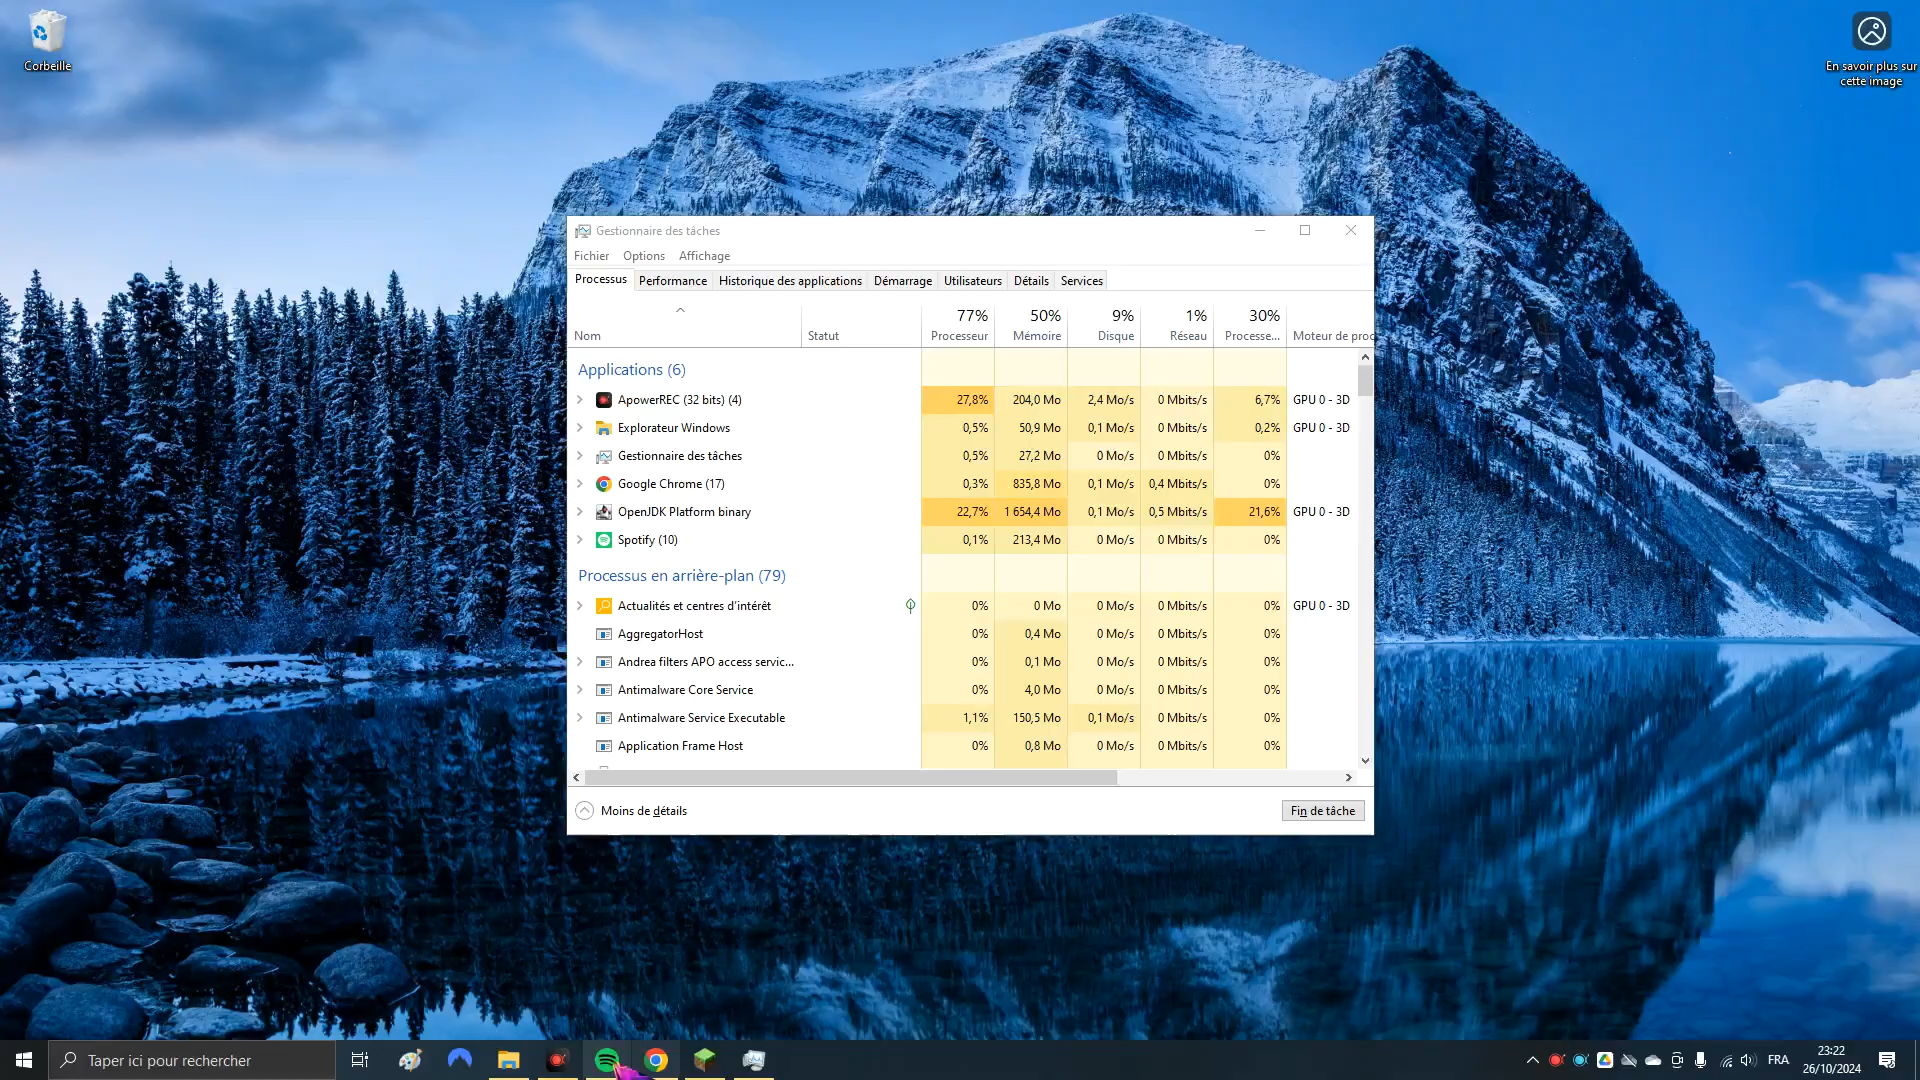 Corbeille
En savoir plus sur
cette image
Gestionnaire des tâches
Fichier Options Affichage
Processus Performance Historique des applications Démarrage Utilisateurs Détails Services
77% 50% 9% 1% 30%
Nom Statut Processeur Mémoire Disque Réseau Processe... Moteur de proc
Applications (6)
ApowerREC (32 bits) (4) 27,8% 204,0 Mo 2,4 Mo/s 0 Mbits/s 6,7% GPU 0 - 3D
Explorateur Windows 0,5% 50,9 Mo 0,1 Mo/s 0 Mbits/s 0,2% GPU 0 - 3D
Gestionnaire des tâches 0,5% 27,2 Mo 0 Mo/s 0 Mbits/s 0%
Google Chrome (17) 0,3% 835,8 Mo 0,1 Mo/s 0,4 Mbits/s 0%
OpenJDK Platform binary 22,7% 1 654,4 Mo 0,1 Mo/s 0,5 Mbits/s 21,6% GPU 0 - 3D
Spotify (10) 0,1% 213,4 Mo 0 Mo/s 0 Mbits/s 0%
Processus en arrière-plan (79)
Actualités et centres d'intérêt 0% 0 Mo 0 Mo/s 0 Mbits/s 0% GPU 0 - 3D
AggregatorHost 0% 0,4 Mo 0 Mo/s 0 Mbits/s 0%
Andrea filters APO access servic... 0% 0,1 Mo 0 Mo/s 0 Mbits/s 0%
Antimalware Core Service 0% 4,0 Mo 0 Mo/s 0 Mbits/s 0%
Antimalware Service Executable 1,1% 150,5 Mo 0,1 Mo/s 0 Mbits/s 0%
Application Frame Host 0% 0,8 Mo 0 Mo/s 0 Mbits/s 0%
Moins de détails Fin de tâche
Taper ici pour rechercher
FRA
23:22
26/10/2024